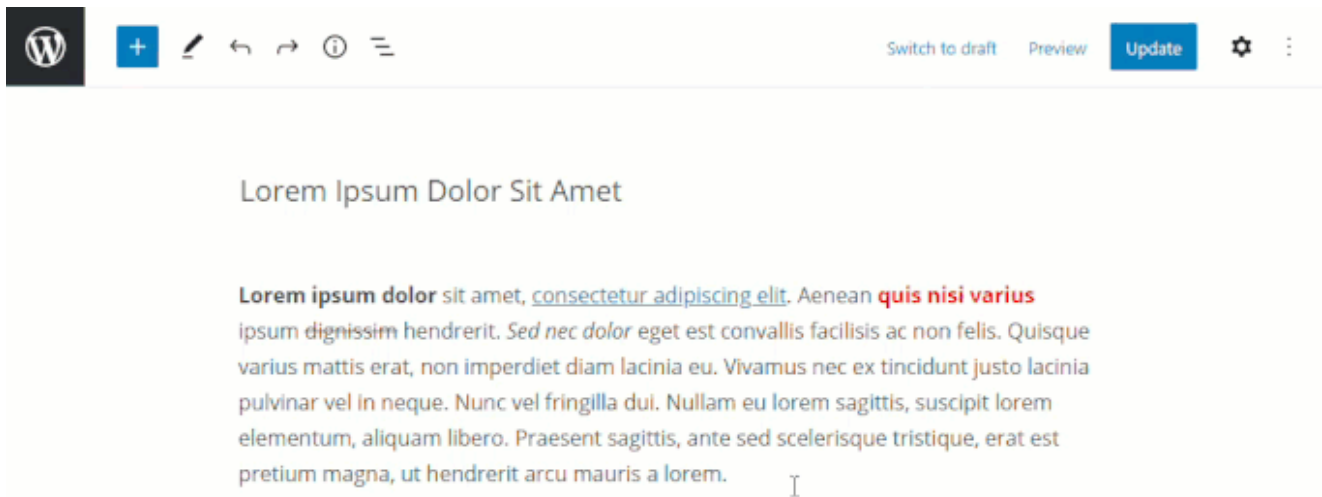 Switch to draft Preview Update
Lorem Ipsum Dolor Sit Amet
Lorem ipsum dolor sit amet, consectetur adipiscing elit. Aenean quis nisi varius
ipsum dignissim hendrerit. Sed nec dolor eget est convallis facilisis ac non felis. Quisque
varius mattis erat, non imperdiet diam lacinia eu. Vivamus nec ex tincidunt justo lacinia
pulvinar vel in neque. Nunc vel fringilla dui. Nullam eu lorem sagittis, suscipit lorem
elementum, aliquam libero. Praesent sagittis, ante sed scelerisque tristique, erat est
pretium magna, ut hendrerit arcu mauris a lorem.